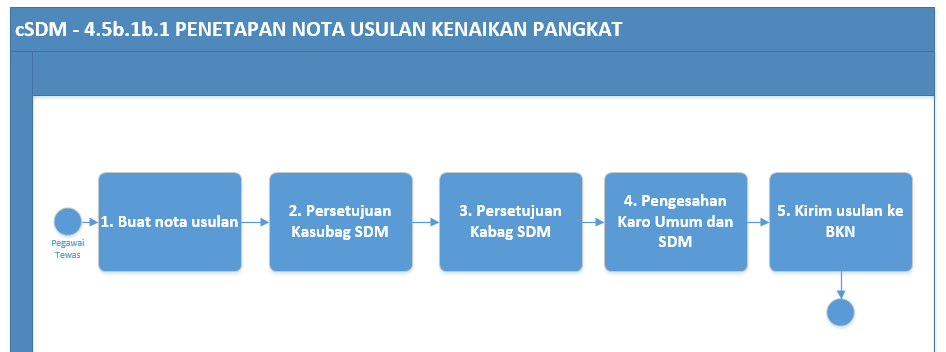 cSDM - 4.5b.1b.1 PENETAPAN NOTA USULAN KENAIKAN PANGKAT
Pegawai
Tewas
1. Buat nota usulan
2. Persetujuan
Kasubag SDM
3. Persetujuan
Kabag SDM
4. Pengesahan
Karo Umum dan
SDM
5. Kirim usulan ke
BKN